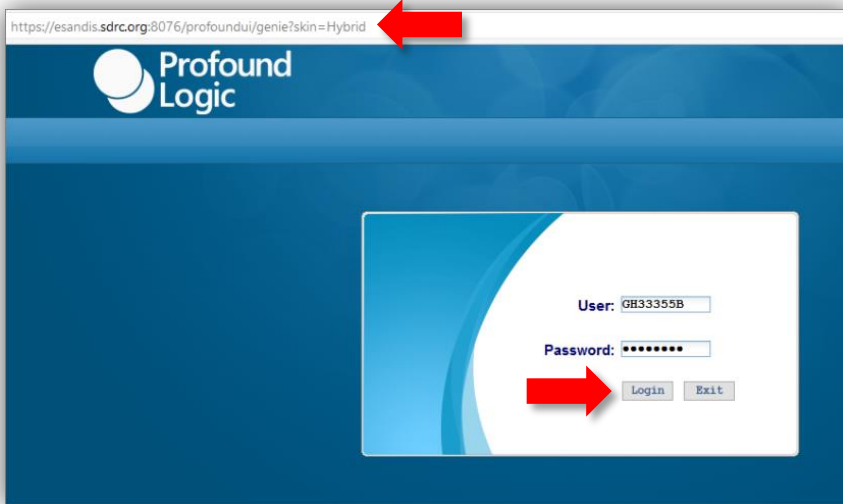 https://esandis.sdrc.org:8076/profoundui/genie?skin=Hybrid
Profound
Logic
User: GH33355B
Password: ••••••••
Login Exit